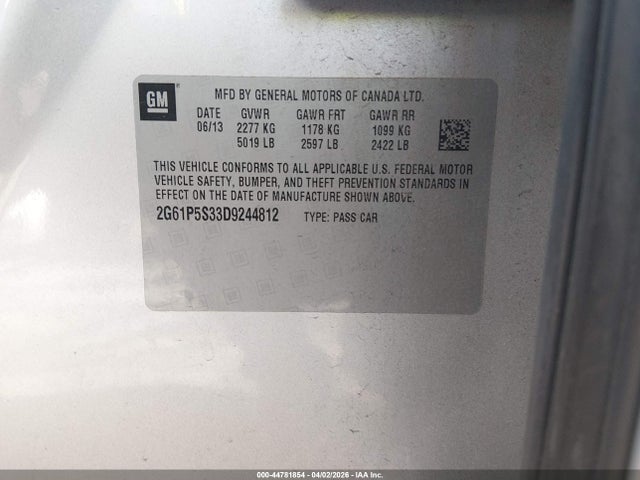 GM
MFD BY GENERAL MOTORS OF CANADA LTD.
DATE GVWR GAWR FRT GAWR RR
06/13 2277 KG 1178 KG 1099 KG
5019 LB 2597 LB 2422 LB
THIS VEHICLE CONFORMS TO ALL APPLICABLE U.S. FEDERAL MOTOR
VEHICLE SAFETY, BUMPER, AND THEFT PREVENTION STANDARDS IN
EFFECT ON THE DATE OF MANUFACTURE SHOWN ABOVE.
2G61P5S33D9244812 TYPE: PASS CAR
000-44781854 04/02/2026 - IAA Inc.